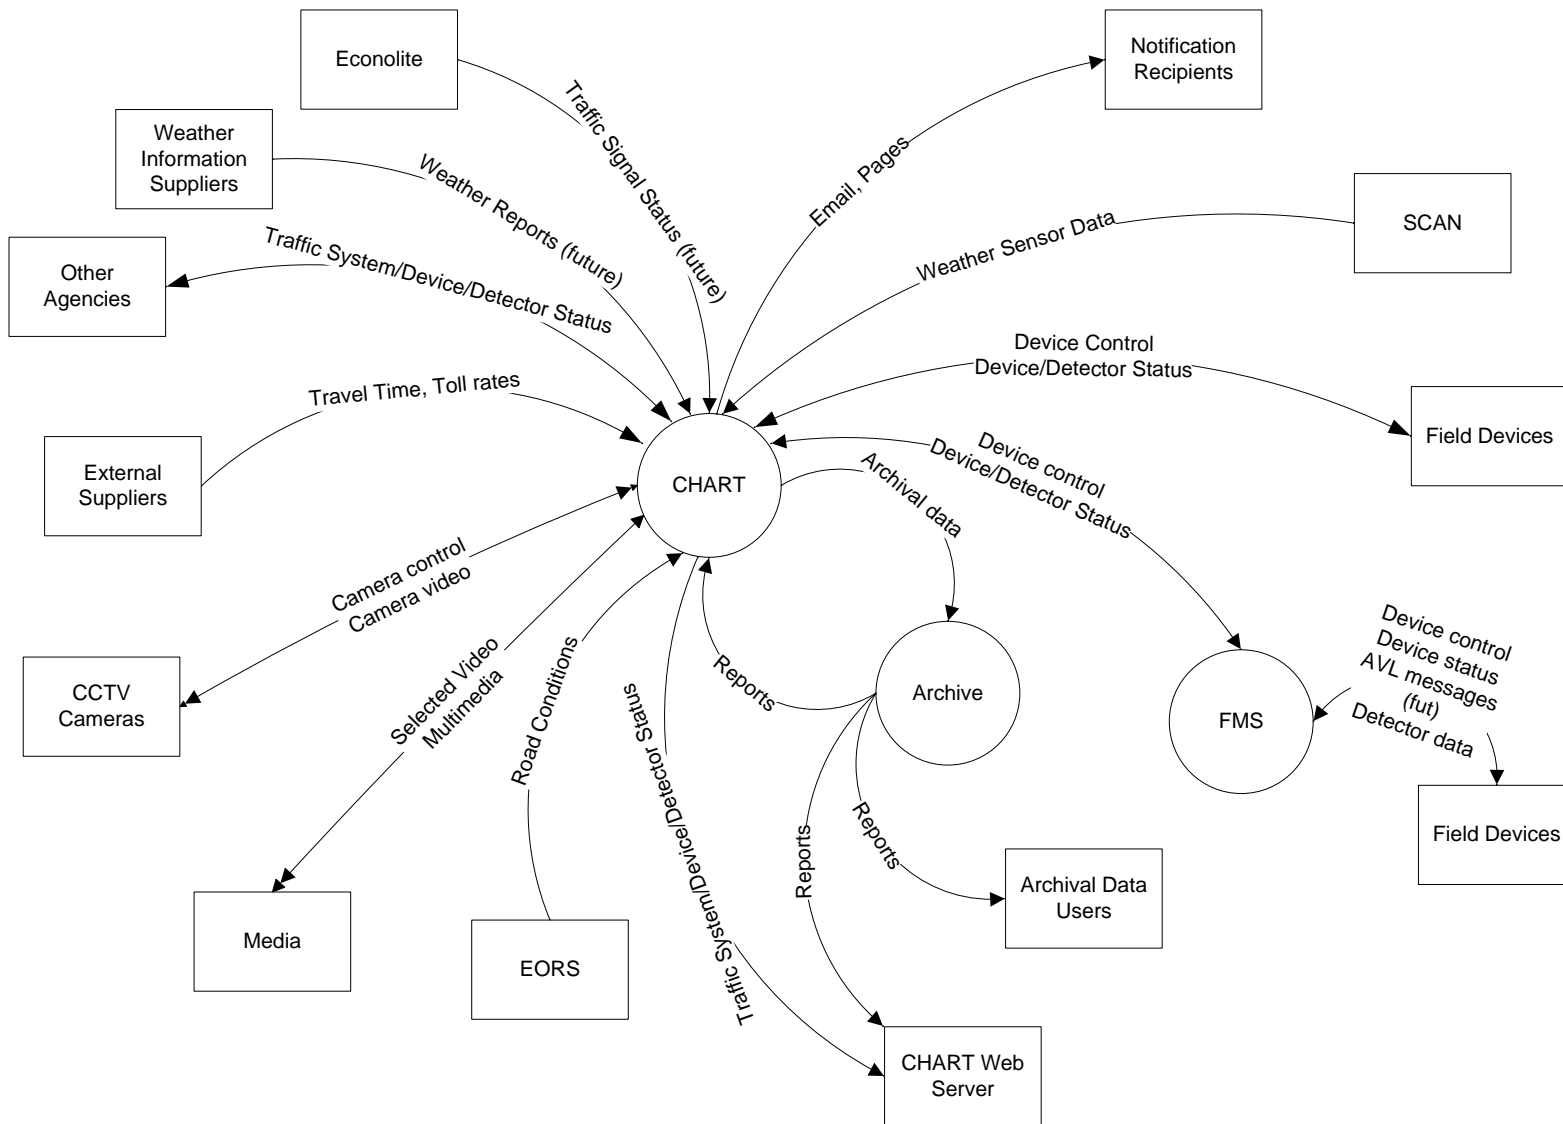 Econolite
Notification
Recipients
Weather
Information
Suppliers
Traffic Signal Status (future)
Weather Reports (future)
Email, Pages
SCAN
Weather Sensor Data
Other
Agencies
Traffic System/Device/Detector Status
Device Control
Device/Detector Status
Travel Time, Toll rates
Field Devices
External
Suppliers
CHART
Archival data
Device control
Device/Detector Status
Camera control
Camera video
CCTV
Cameras
Selected Video
Multimedia
Road Conditions
Reports
Archive
FMS
Device control
Device status
AVL messages
(fut)
Detector data
Traffic System/Device/Detector Status
Reports
Reports
Field Devices
Archival Data
Users
Media
EORS
CHART Web
Server